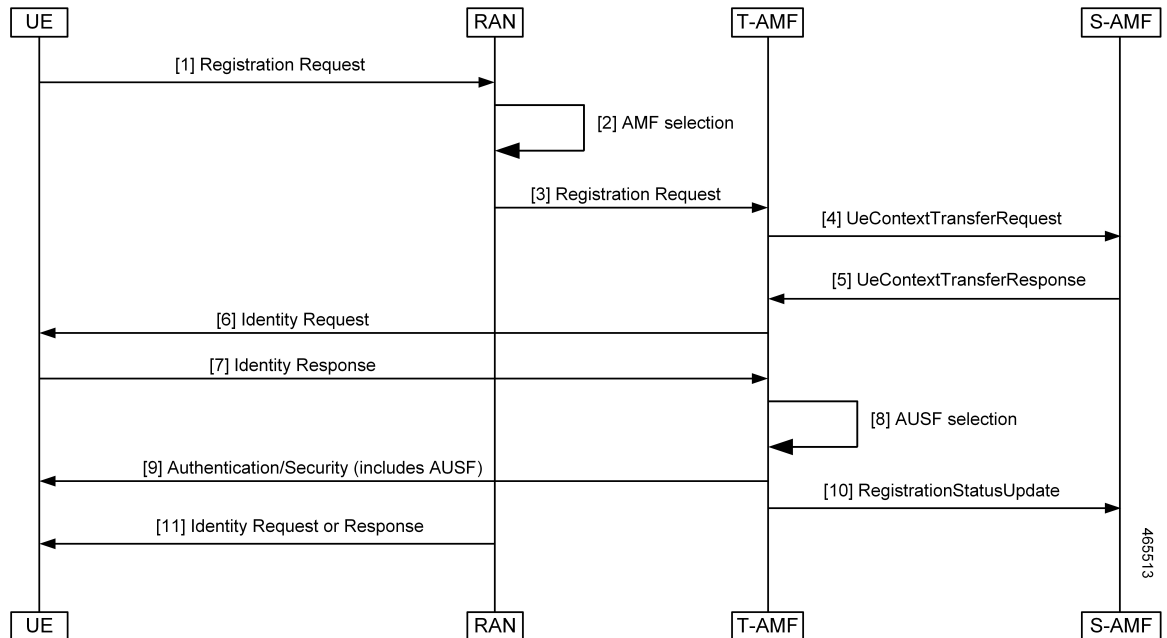 UE RAN T-AMF S-AMF
[1] Registration Request
[2] AMF selection
[3] Registration Request
[4] UeContextTransferRequest
[5] UeContextTransferResponse
[6] Identity Request
[7] Identity Response
[8] AUSF selection
[9] Authentication/Security (includes AUSF)
[10] RegistrationStatusUpdate
[11] Identity Request or Response
465513
UE RAN T-AMF S-AMF